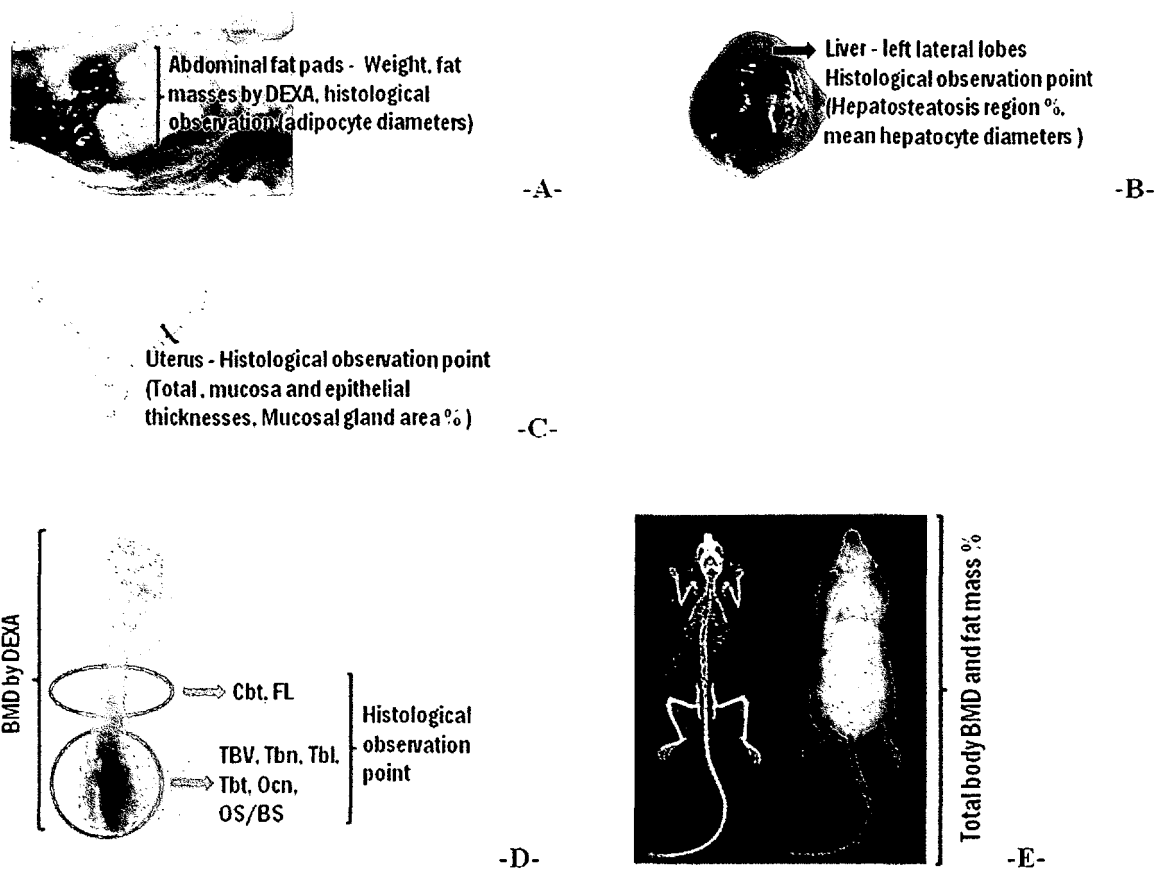 Abdominal fat pads - Weight, fat
masses by DEXA, histological
observation (adipocyte diameters)
-A-
Liver - left lateral lobes
Histological observation point
(Hepatosteatosis region %,
mean hepatocyte diameters )
-B-
Uterus - Histological observation point
(Total, mucosa and epithelial
thicknesses, Mucosal gland area % )
-C-
BMD by DEXA
Cbt, FL
TBV, Tbn, Tbl,
Tbt, Ocn,
OS/BS
Histological
observation
point
-D-
Total body BMD and fat mass %
-E-